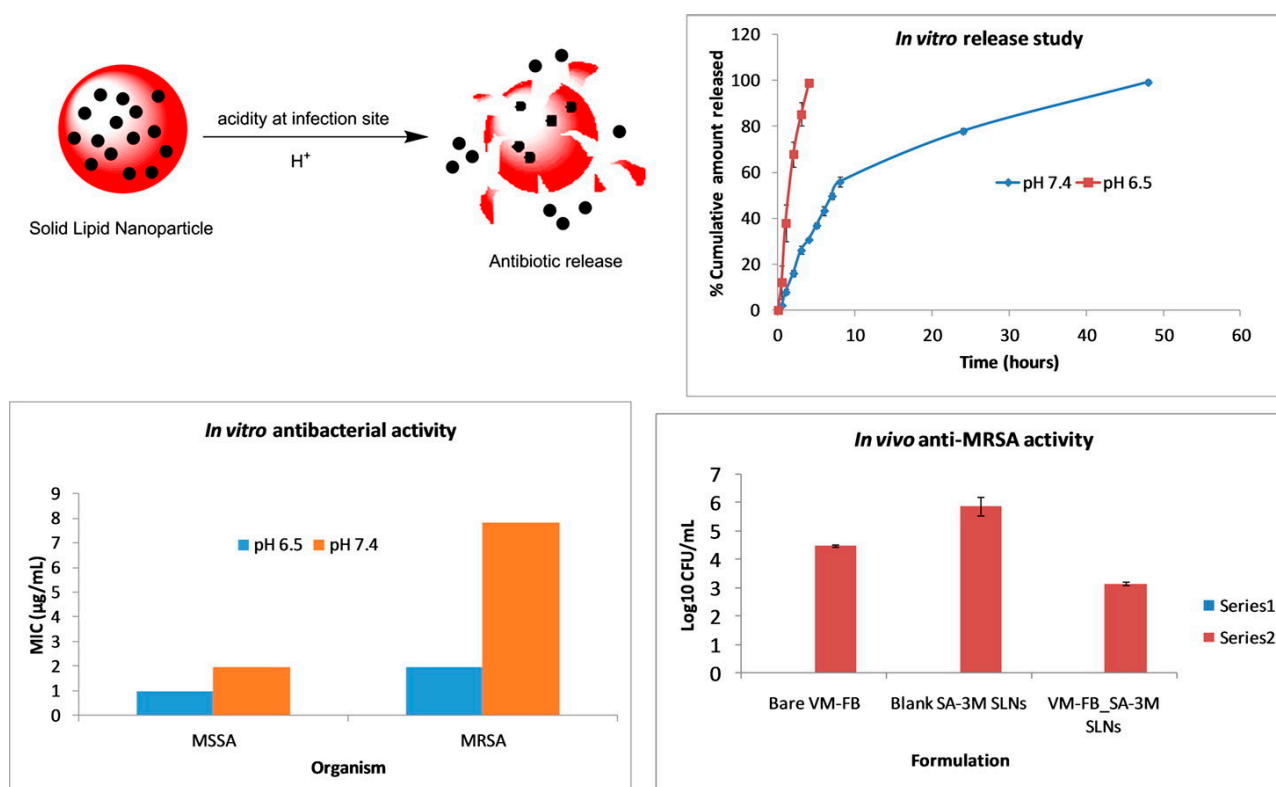 acidity at infection site
H+
Solid Lipid Nanoparticle
Antibiotic release
In vitro release study
% Cumulative amount released
120
100
80
60
40
20
0
pH 7.4 pH 6.5
0 10 20 30 40 50 60
Time (hours)
In vitro antibacterial activity
MIC (µg/mL)
9
8
7
6
5
4
3
2
1
0
pH 6.5 pH 7.4
MSSA MRSA
Organism
In vivo anti-MRSA activity
Log10 CFU/mL
7
6
5
4
3
2
1
0
Series1
Series2
Bare VM-FB Blank SA-3M SLNs VM-FB_SA-3M
SLNs
Formulation